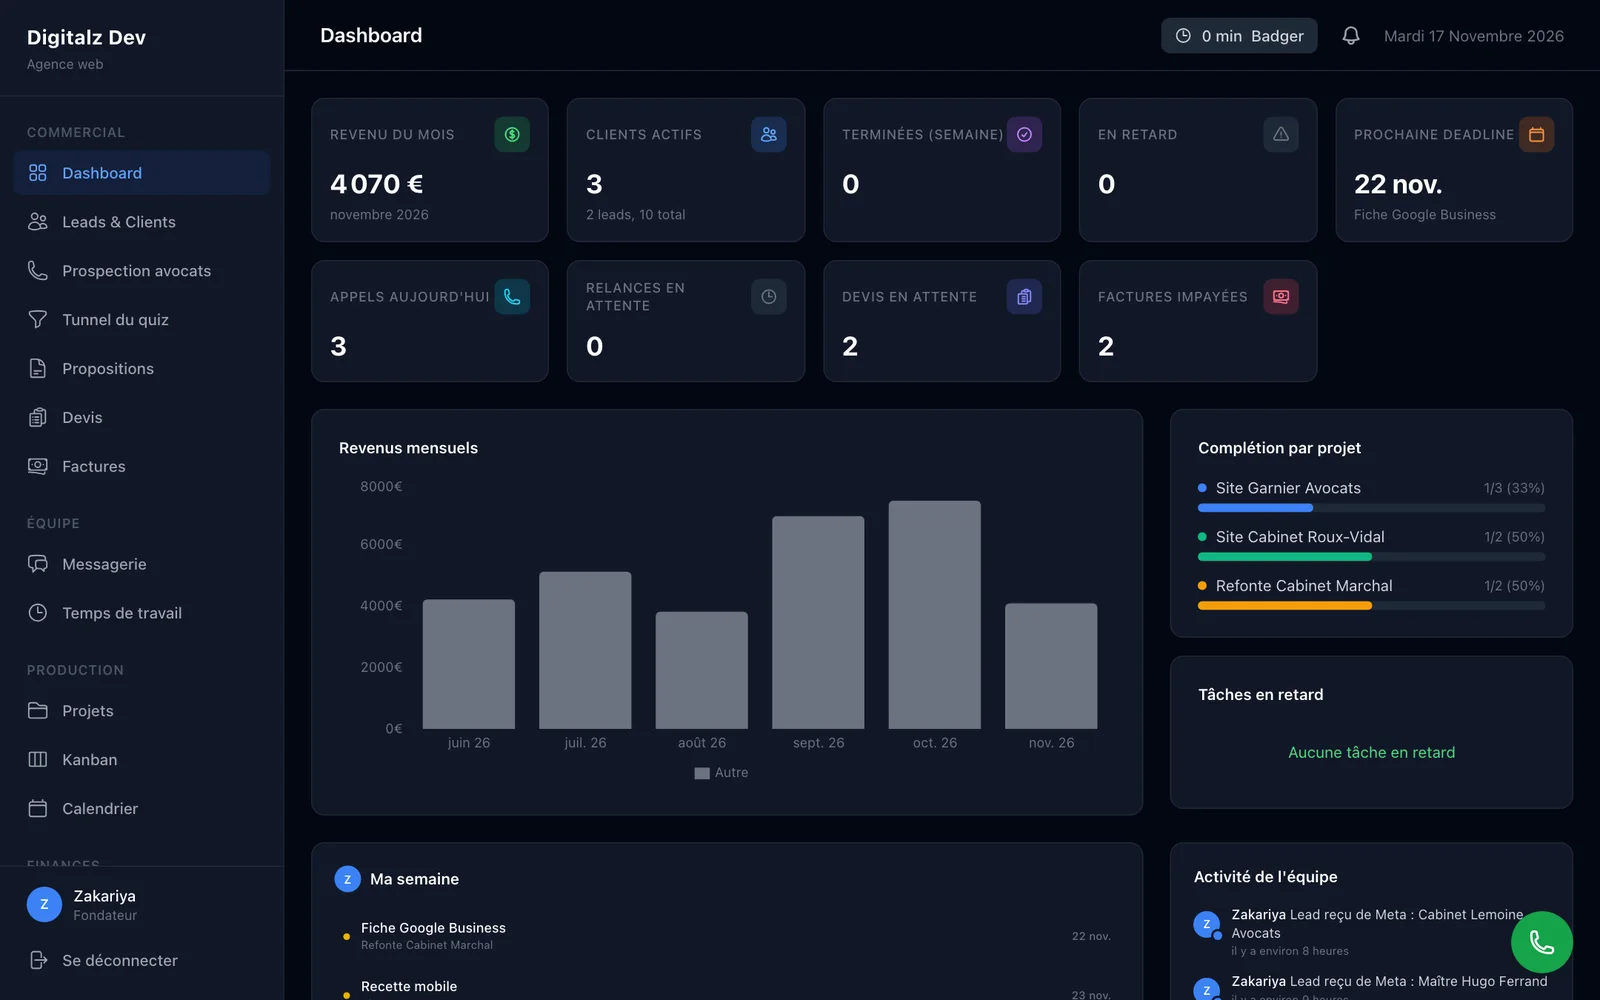 Digitalz Dev
Agence web
COMMERCIAL
Dashboard
Leads & Clients
Prospection avocats
Tunnel du quiz
Propositions
Devis
Factures
ÉQUIPE
Messagerie
Temps de travail
PRODUCTION
Projets
Kanban
Calendrier
FINANCES
Z
Zakariya
Fondateur
Se déconnecter
Dashboard
0 min Badger
Mardi 17 Novembre 2026
REVENU DU MOIS
4 070 €
novembre 2026
CLIENTS ACTIFS
3
2 leads, 10 total
TERMINÉES (SEMAINE)
0
EN RETARD
0
PROCHAINE DEADLINE
22 nov.
Fiche Google Business
APPELS AUJOURD'HUI
3
RELANCES EN
ATTENTE
0
DEVIS EN ATTENTE
2
FACTURES IMPAYÉES
2
Revenus mensuels
8000€
6000€
4000€
2000€
0€
juin 26
juil. 26
août 26
sept. 26
oct. 26
nov. 26
Autre
Complétion par projet
Site Garnier Avocats
1/3 (33%)
Site Cabinet Roux-Vidal
1/2 (50%)
Refonte Cabinet Marchal
1/2 (50%)
Tâches en retard
Aucune tâche en retard
Z
Ma semaine
Fiche Google Business
Refonte Cabinet Marchal
22 nov.
Recette mobile
23 nov.
Activité de l'équipe
Z
Zakariya Lead reçu de Meta : Cabinet Lemoine
Avocats
il y a environ 8 heures
Z
Zakariya Lead reçu de Meta : Maître Hugo Ferrand
il y a environ 9 heures